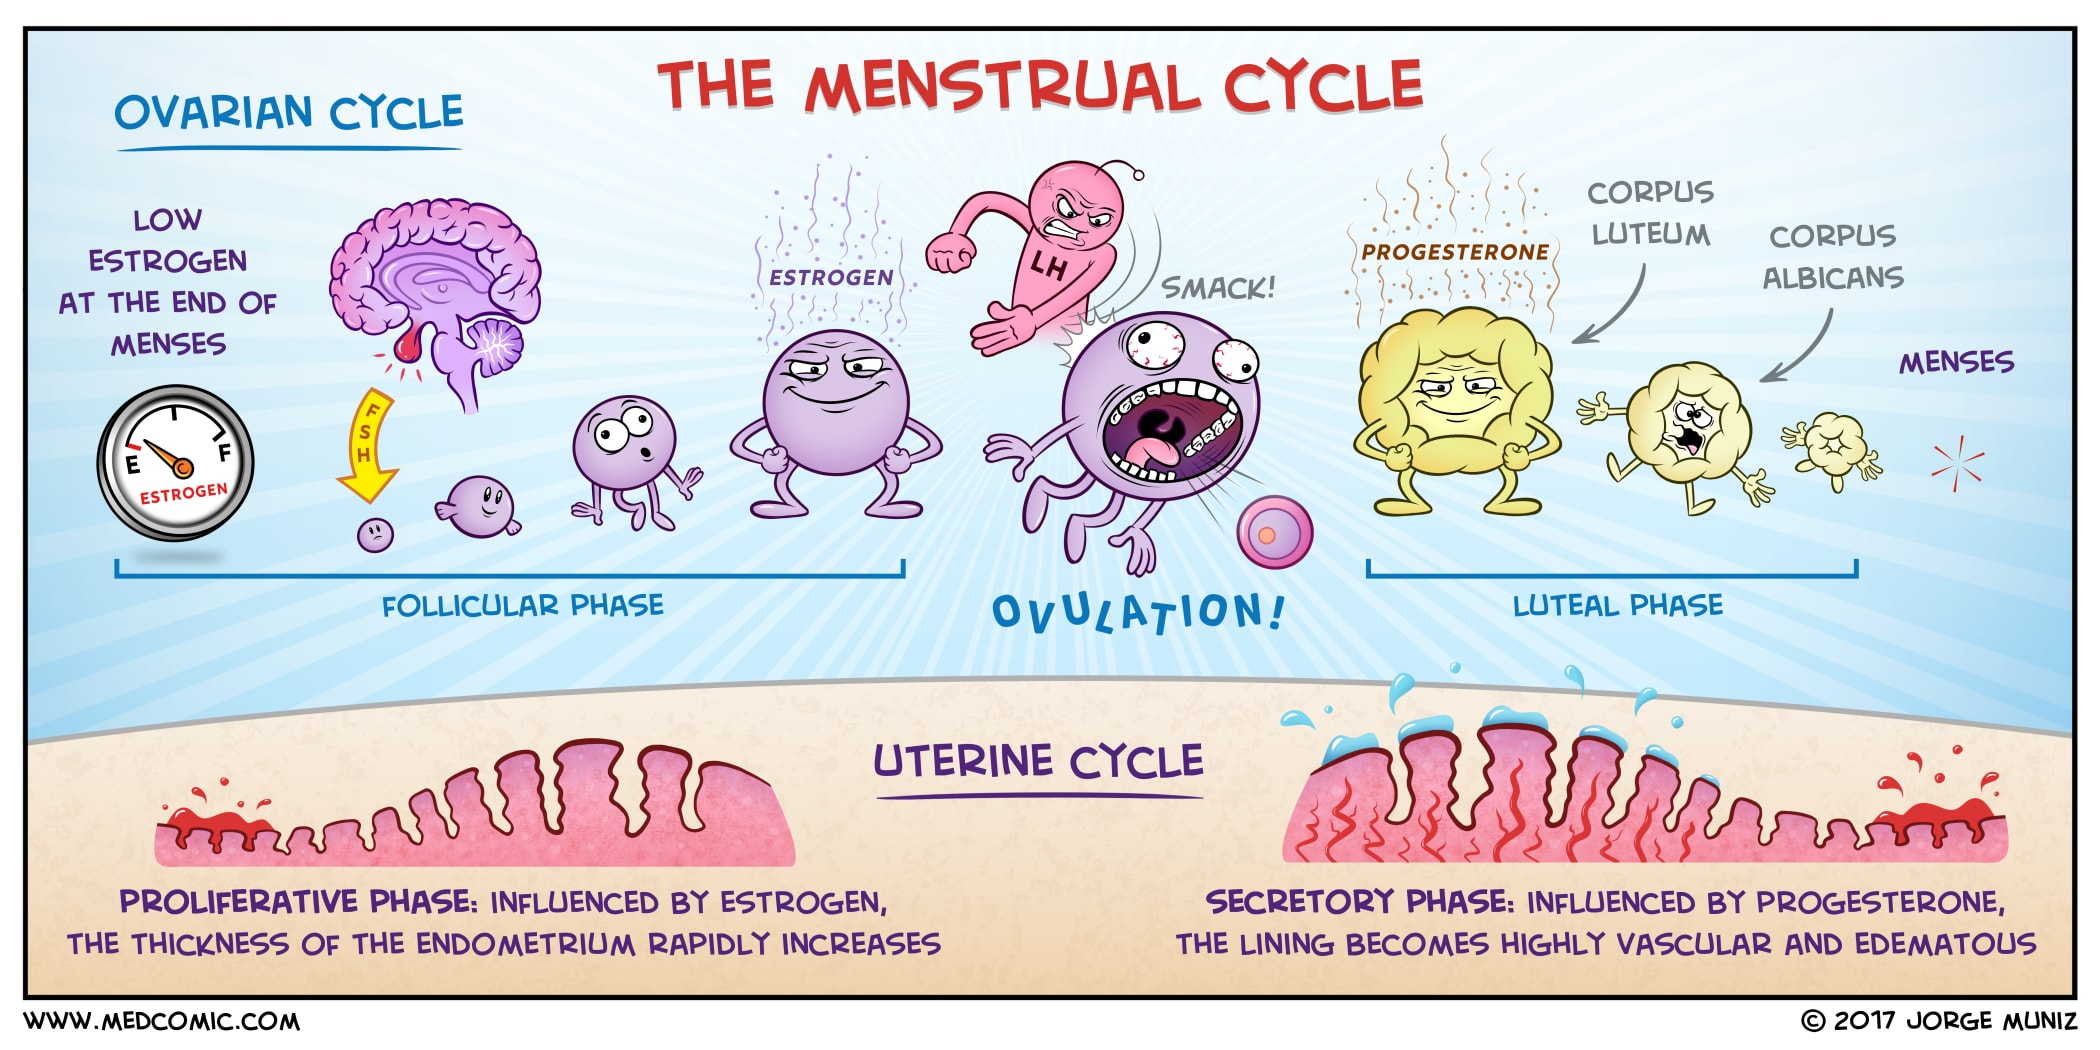 THE MENSTRUAL CYCLE
OVARIAN CYCLE
LOW
ESTROGEN
AT THE END OF
MENSES
E
F
ESTROGEN
FSH
ESTROGEN
LH
SMACK!
PROGESTERONE
CORPUS
LUTEUM
CORPUS
ALBICANS
MENSES
FOLLICULAR PHASE
OVULATION!
LUTEAL PHASE
UTERINE CYCLE
PROLIFERATIVE PHASE: INFLUENCED BY ESTROGEN,
THE THICKNESS OF THE ENDOMETRIUM RAPIDLY INCREASES
SECRETORY PHASE: INFLUENCED BY PROGESTERONE,
THE LINING BECOMES HIGHLY VASCULAR AND EDEMATOUS
WWW.MEDCOMIC.COM
© 2017 JORGE MUNIZ